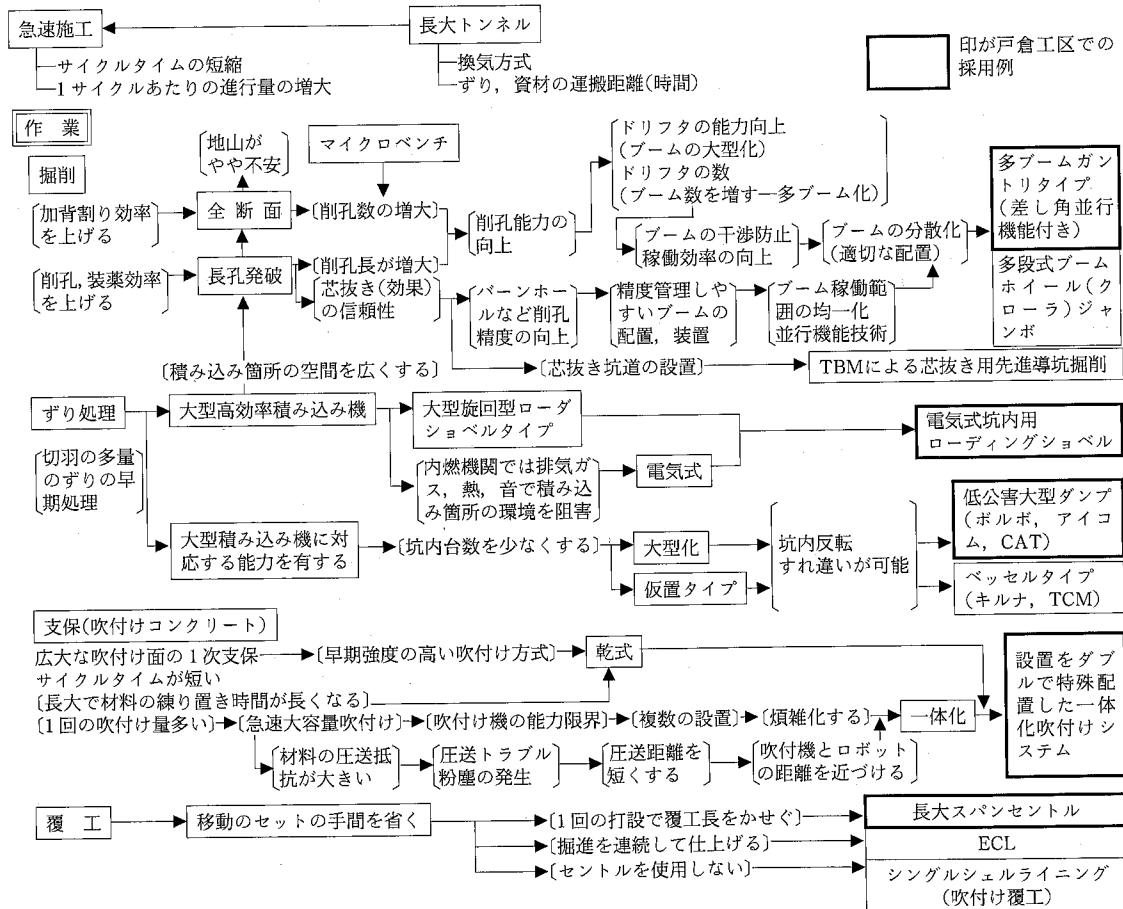 急速施工
長大トンネル
サイクルタイムの短縮
1サイクルあたりの進行量の増大
換気方式
ずり，資材の運搬距離(時間)
印が戸倉工区での
採用例
作　業
掘削
〔加背割り効率
を上げる〕
〔削孔，装薬効率
を上げる〕
〔地山が
やや不安〕
全断面
長孔発破
マイクロベンチ
〔削孔数の増大〕
〔削孔長が増大〕
〔芯抜き(効果)
の信頼性〕
〔削孔能力の
向上〕
〔ドリフタの能力向上
(ブームの大型化)
ドリフタの数
(ブーム数を増す―多ブーム化)〕
〔ブームの干渉防止
稼働効率の向上〕
〔ブームの分散化
(適切な配置)〕
多ブームガン
トリタイプ
(差し角並行
機能付き)
多段式ブーム
ホイール(ク
ローラ)ジャ
ンボ
〔バーンホー
ルなど削孔
精度の向上〕
〔精度管理しや
すいブームの
配置，装置〕
〔ブーム稼働範
囲の均一化
並行機能技術〕
〔芯抜き坑道の設置〕
TBMによる芯抜き用先進導坑掘削
〔積み込み箇所の空間を広くする〕
ずり処理
〔切羽の多量
のずりの早
期処理〕
大型高効率積み込み機
大型旋回型ローダ
ショベルタイプ
〔内燃機関では排気ガ
ス，熱，音で積み込
み箇所の環境を阻害〕
電気式
電気式坑内用
ローディングショベル
大型積み込み機に対
応する能力を有する
〔坑内台数を少なくする〕
大型化
仮置タイプ
〔坑内反転
すれ違いが可能〕
低公害大型ダンプ
(ボルボ，アイコ
ム，CAT)
ベッセルタイプ
(キルナ，TCM)
支保(吹付けコンクリート)
広大な吹付け面の1次支保
サイクルタイムが短い
〔早期強度の高い吹付け方式〕
乾式
〔長大で材料の練り置き時間が長くなる〕
〔1回の吹付け量多い〕
〔急速大容量吹付け〕
〔吹付け機の能力限界〕
〔複数の設置〕
〔煩雑化する〕
一体化
設置をダブ
ルで特殊配
置した一体
化吹付けシ
ステム
〔材料の圧送抵
抗が大きい〕
〔圧送トラブル
粉塵の発生〕
〔圧送距離を
短くする〕
〔吹付機とロボット
の距離を近づける〕
覆　工
移動のセットの手間を省く
〔1回の打設で覆工長をかせぐ〕
長大スパンセントル
〔掘進を連続して仕上げる〕
ECL
〔セントルを使用しない〕
シングルシェルライニング
(吹付け覆工)